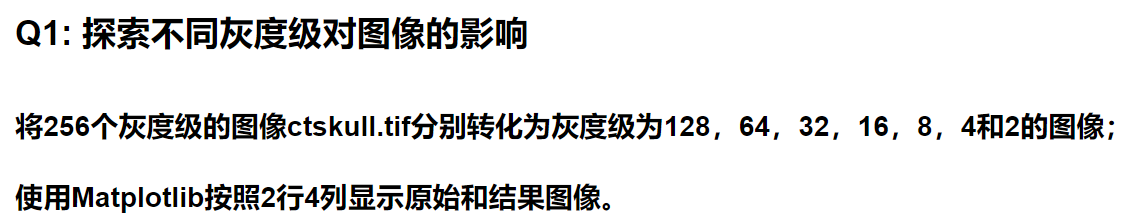 Q1: 探索不同灰度级对图像的影响
将256个灰度级的图像ctskull.tif分别转化为灰度级为128，64，32，16，8，4和2的图像；
使用Matplotlib按照2行4列显示原始和结果图像。